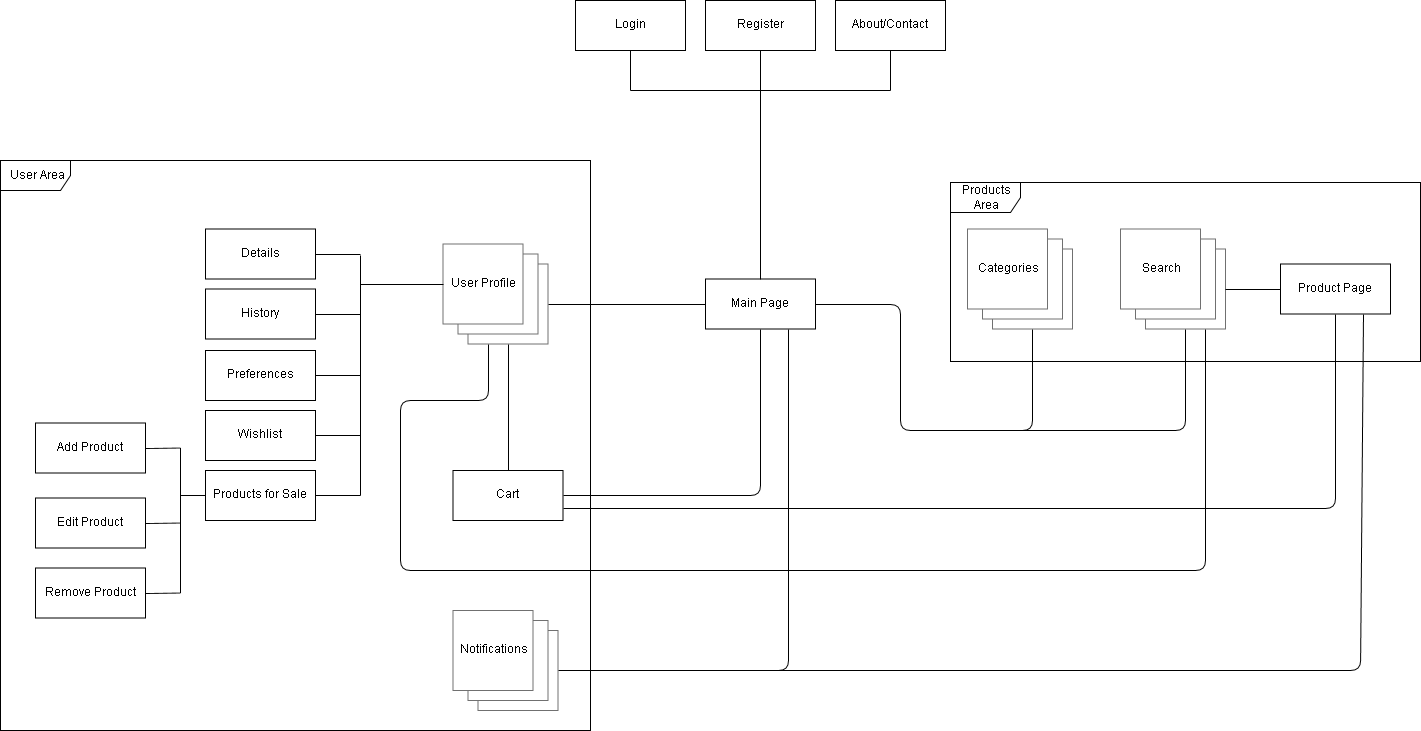 Login
Register
About/Contact
User Area
Products
Area
Details
User Profile
Categories
Search
Product Page
Main Page
History
Preferences
Wishlist
Add Product
Products for Sale
Cart
Edit Product
Remove Product
Notifications